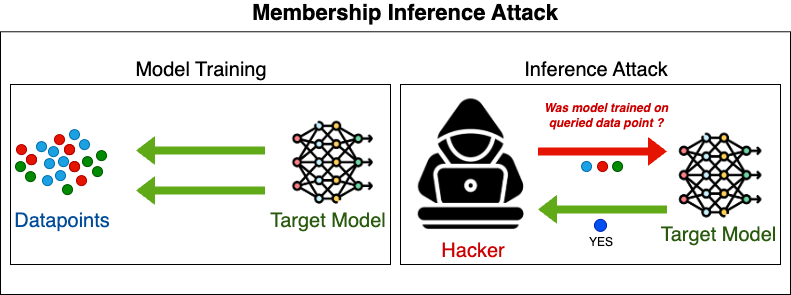 Membership Inference Attack
Model Training
Datapoints
Target Model
Inference Attack
Was model trained on
queried data point ?
YES
Hacker
Target Model